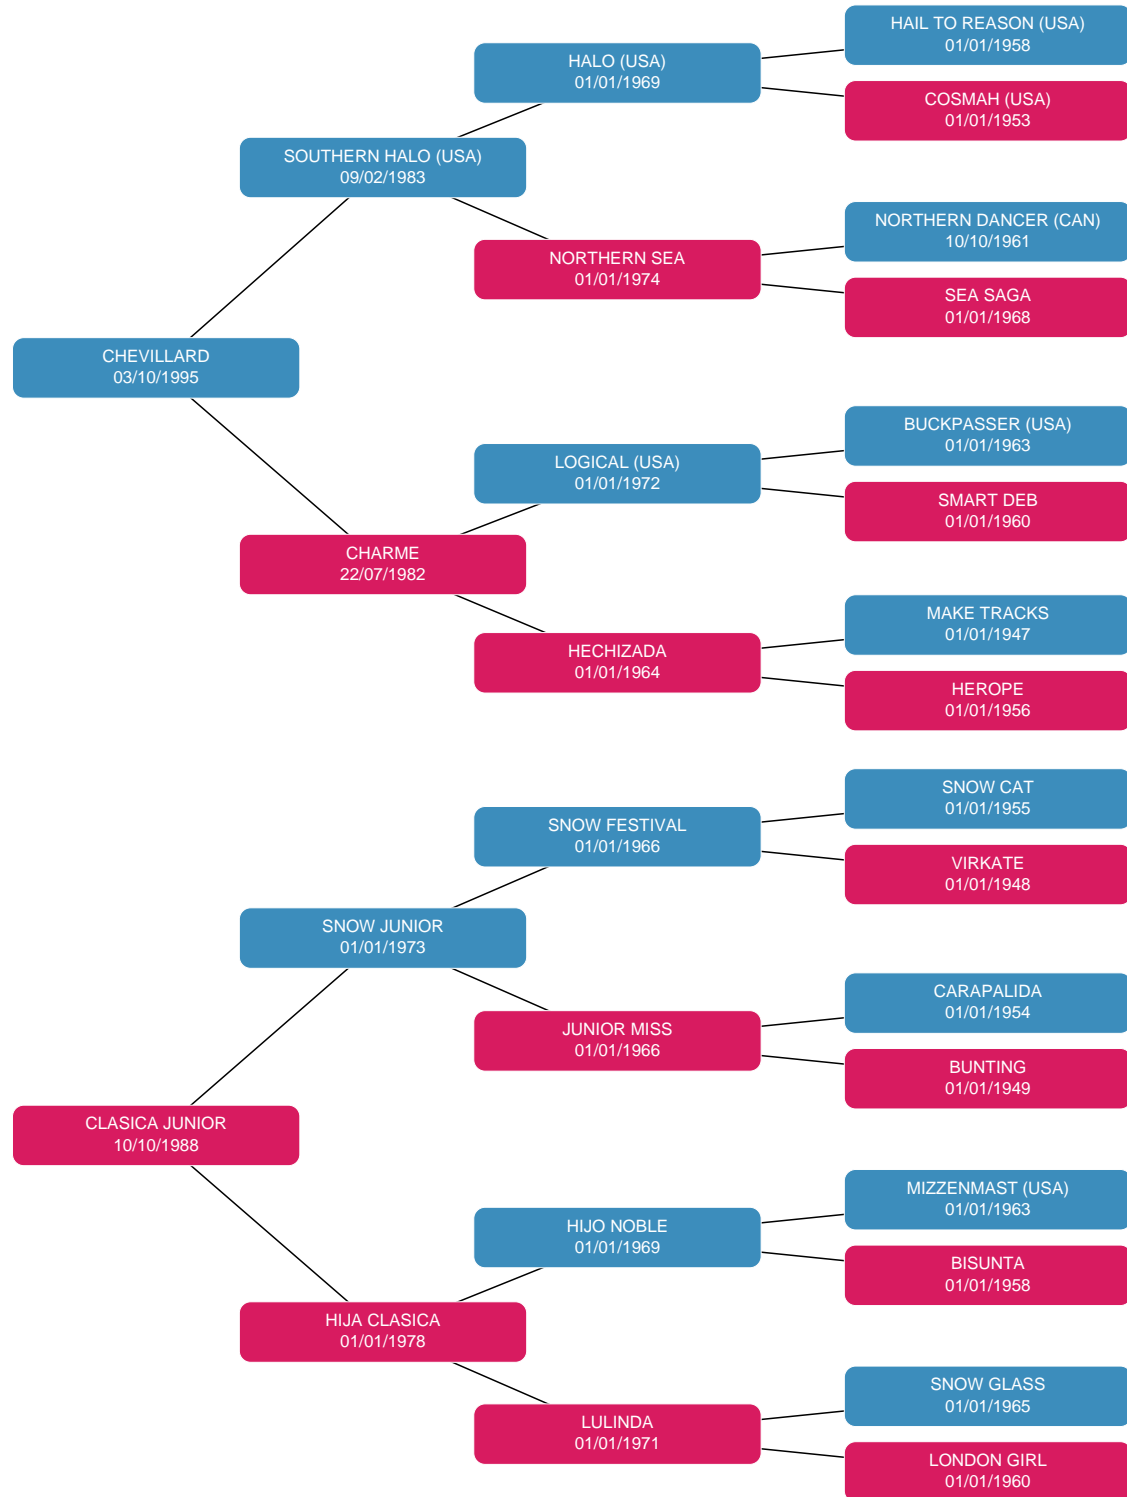 HAIL TO REASON (USA)
01/01/1958
HALO (USA)
01/01/1969
COSMAH (USA)
01/01/1953
SOUTHERN HALO (USA)
09/02/1983
NORTHERN DANCER (CAN)
10/10/1961
NORTHERN SEA
01/01/1974
SEA SAGA
01/01/1968
CHEVILLARD
03/10/1995
BUCKPASSER (USA)
01/01/1963
LOGICAL (USA)
01/01/1972
SMART DEB
01/01/1960
CHARME
22/07/1982
MAKE TRACKS
01/01/1947
HECHIZADA
01/01/1964
HEROPE
01/01/1956
SNOW CAT
01/01/1955
SNOW FESTIVAL
01/01/1966
VIRKATE
01/01/1948
SNOW JUNIOR
01/01/1973
CARAPALIDA
01/01/1954
JUNIOR MISS
01/01/1966
BUNTING
01/01/1949
CLASICA JUNIOR
10/10/1988
MIZZENMAST (USA)
01/01/1963
HIJO NOBLE
01/01/1969
BISUNTA
01/01/1958
HIJA CLASICA
01/01/1978
SNOW GLASS
01/01/1965
LULINDA
01/01/1971
LONDON GIRL
01/01/1960